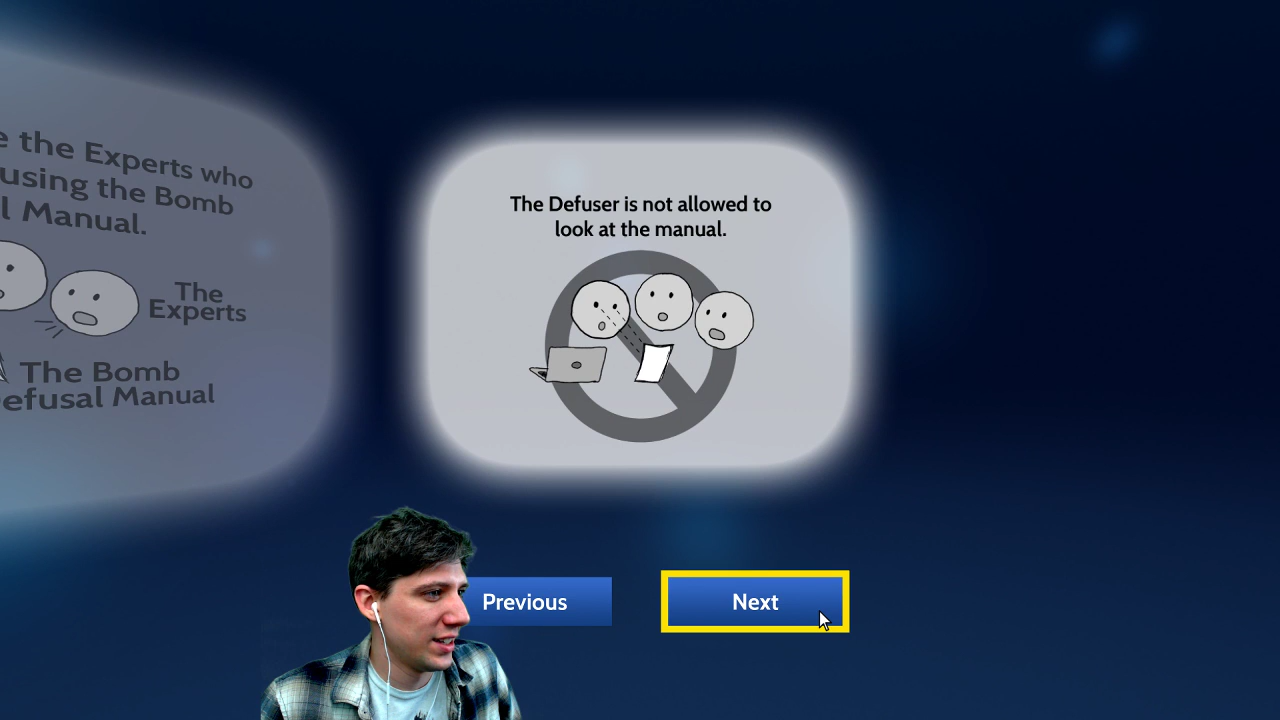 the Experts who
using the Bomb
Manual.
The
Experts
The Bomb
Manual
The Defuser is not allowed to
look at the manual.
Previous
Next